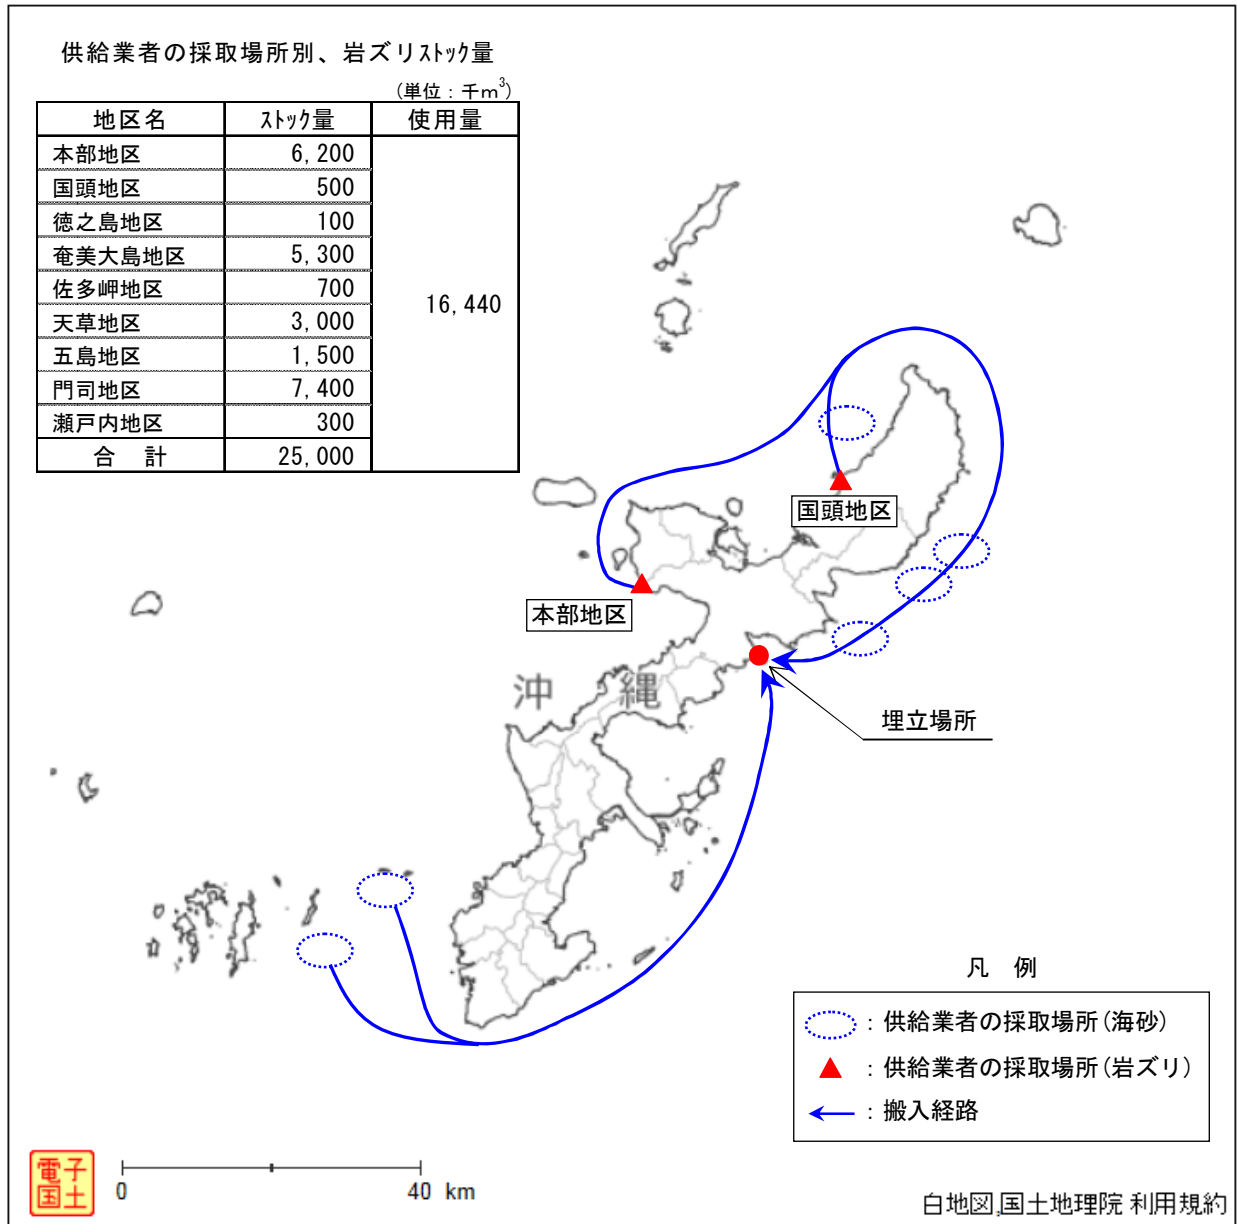 供給業者の採取場所別、岩ズリｽﾄｯｸ量
(単位：千m³)
地区名 ｽﾄｯｸ量 使用量
本部地区 6,200
国頭地区 500
徳之島地区 100
奄美大島地区 5,300
佐多岬地区 700
16,440
天草地区 3,000
五島地区 1,500
門司地区 7,400
瀬戸内地区 300
合　計 25,000
国頭地区
本部地区
沖縄
埋立場所
凡　例
：供給業者の採取場所(海砂)
：供給業者の採取場所(岩ズリ)
：搬入経路
電子
国土
0 40 km
白地図,国土地理院 利用規約